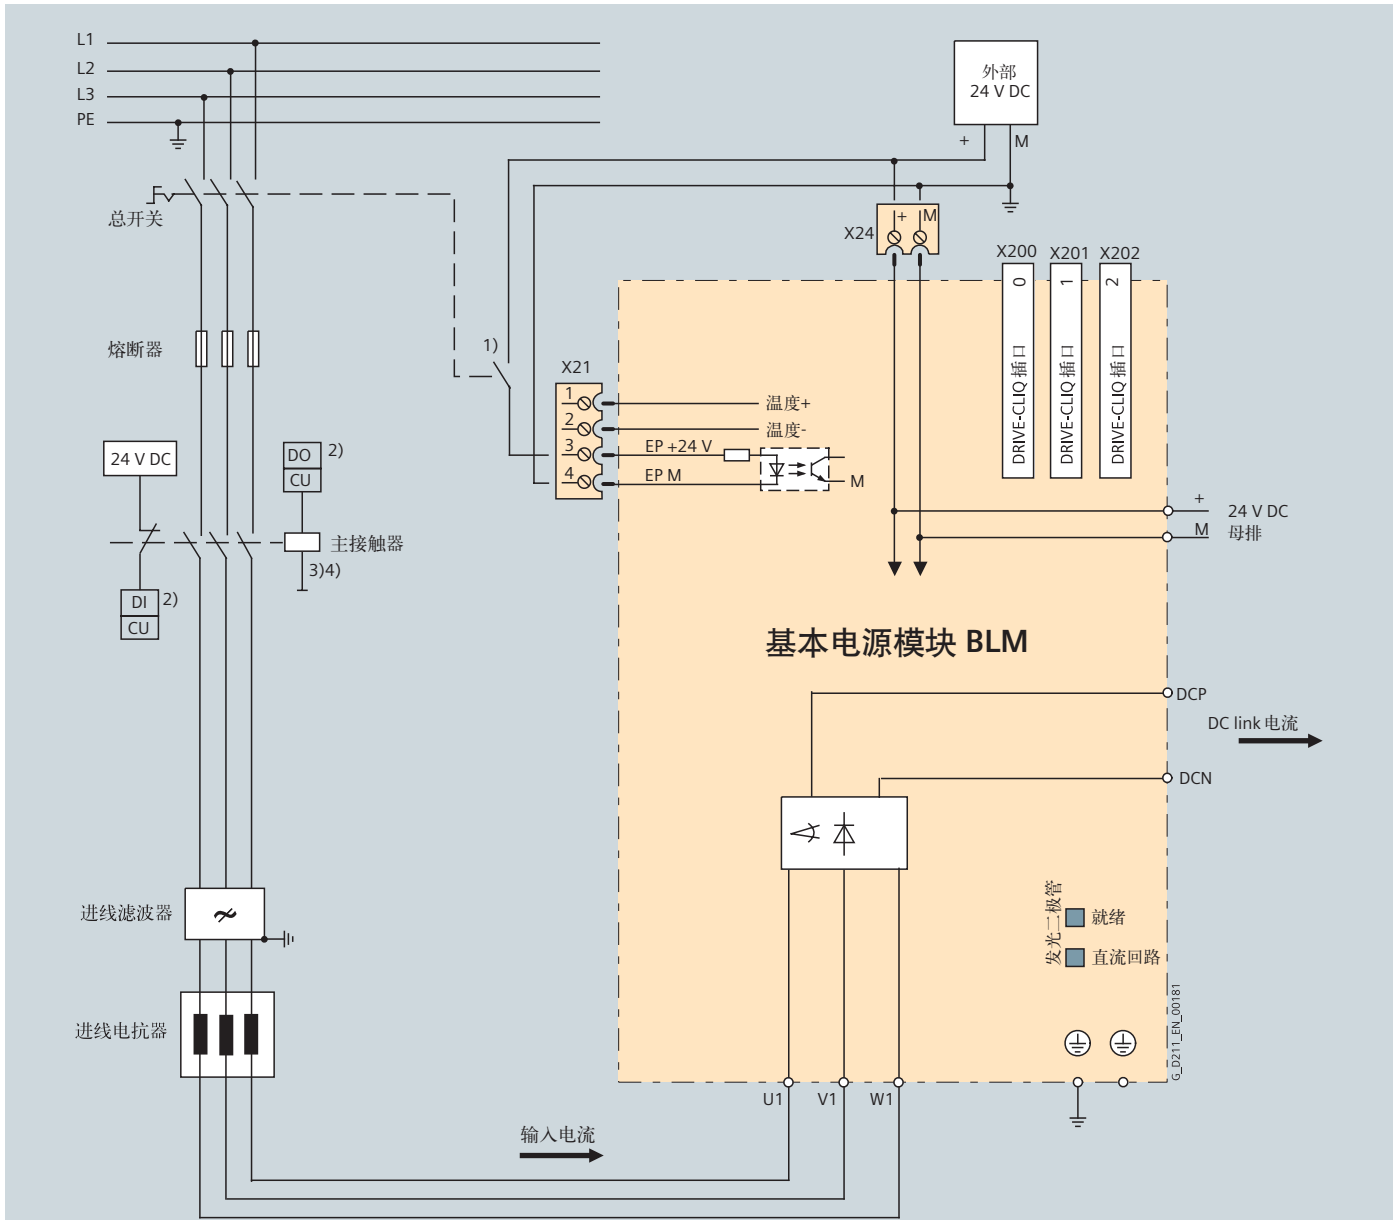 L1
L2
L3
PE
外部
24 V DC
+
M
总开关
X24
+
M
X200
X201
X202
0
1
2
DRIVE-CLiQ 插口
DRIVE-CLiQ 插口
DRIVE-CLiQ 插口
熔断器
1)
X21
1
2
3
4
温度+
温度-
EP +24 V
EP M
M
24 V DC
DO
2)
CU
主接触器
3)4)
DI
2)
CU
+
24 V DC
M
母排
基本电源模块 BLM
DCP
DC link 电流
DCN
进线滤波器
发光二极管
就绪
直流回路
进线电抗器
G_D211_EN_00181
U1
V1
W1
输入电流